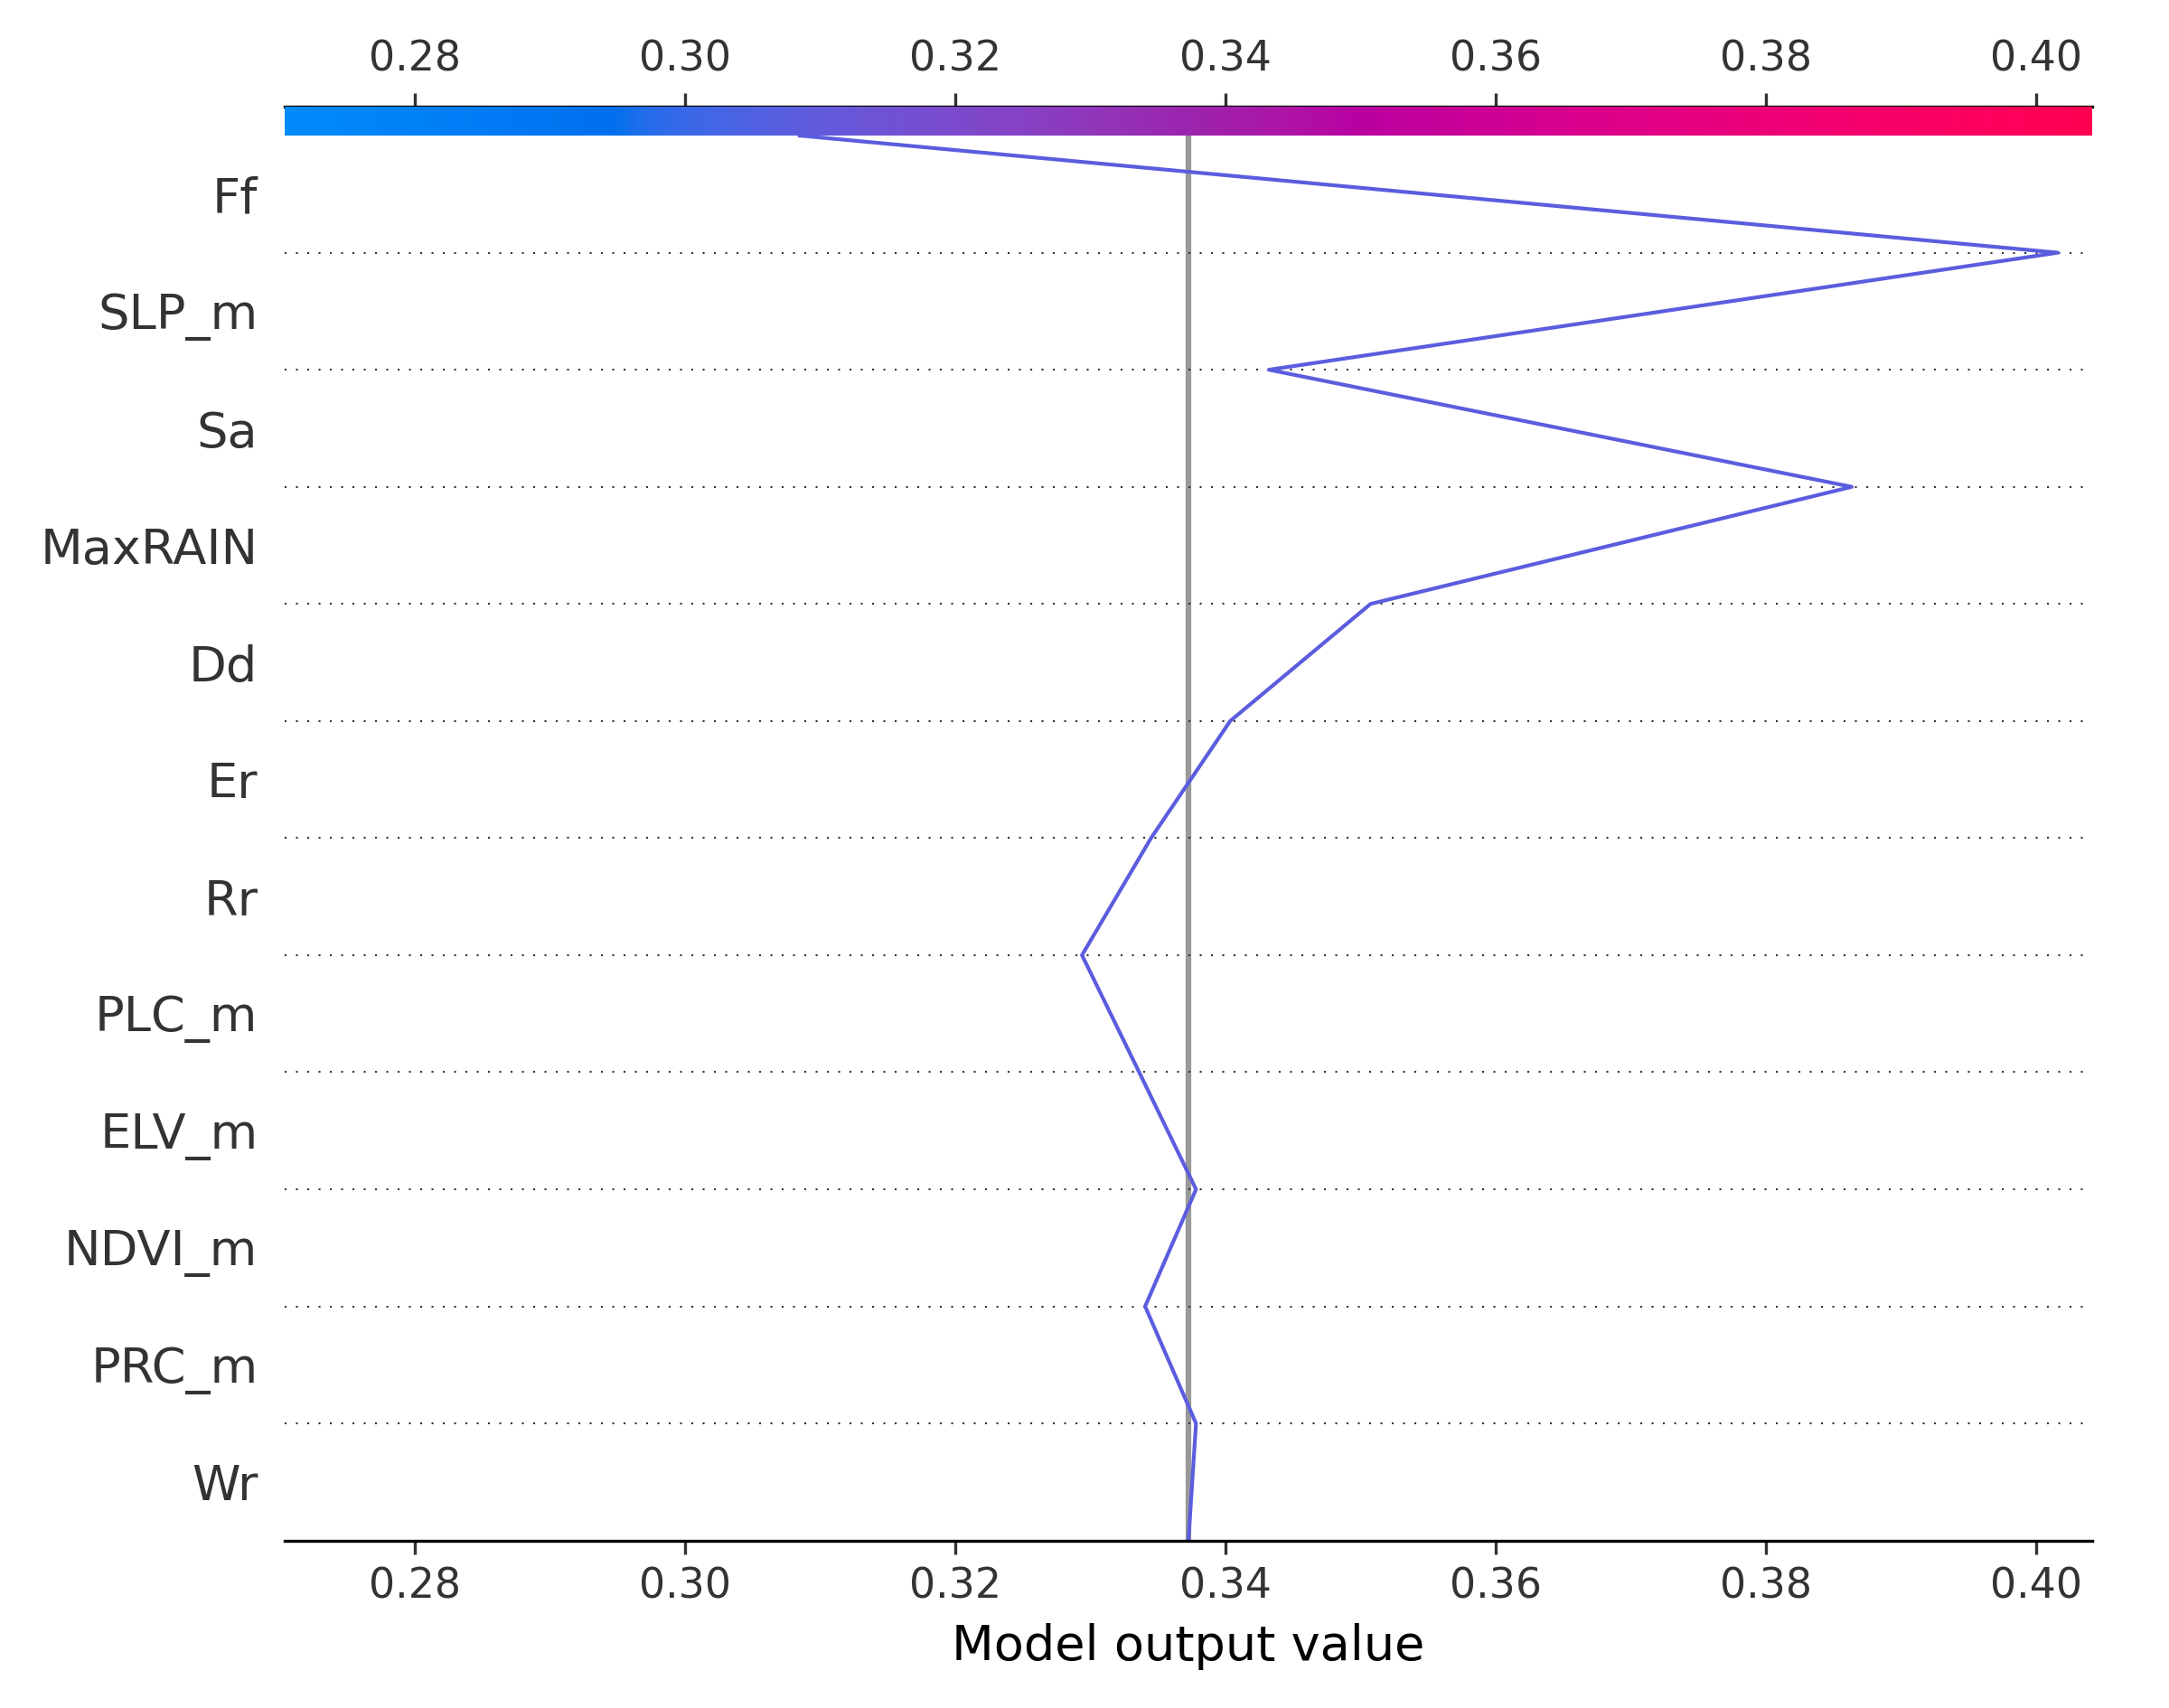 0.28 0.30 0.32 0.34 0.36 0.38 0.40
Ff
SLP_m
Sa
MaxRAIN
Dd
Er
Rr
PLC_m
ELV_m
NDVI_m
PRC_m
Wr
0.28 0.30 0.32 0.34 0.36 0.38 0.40
Model output value